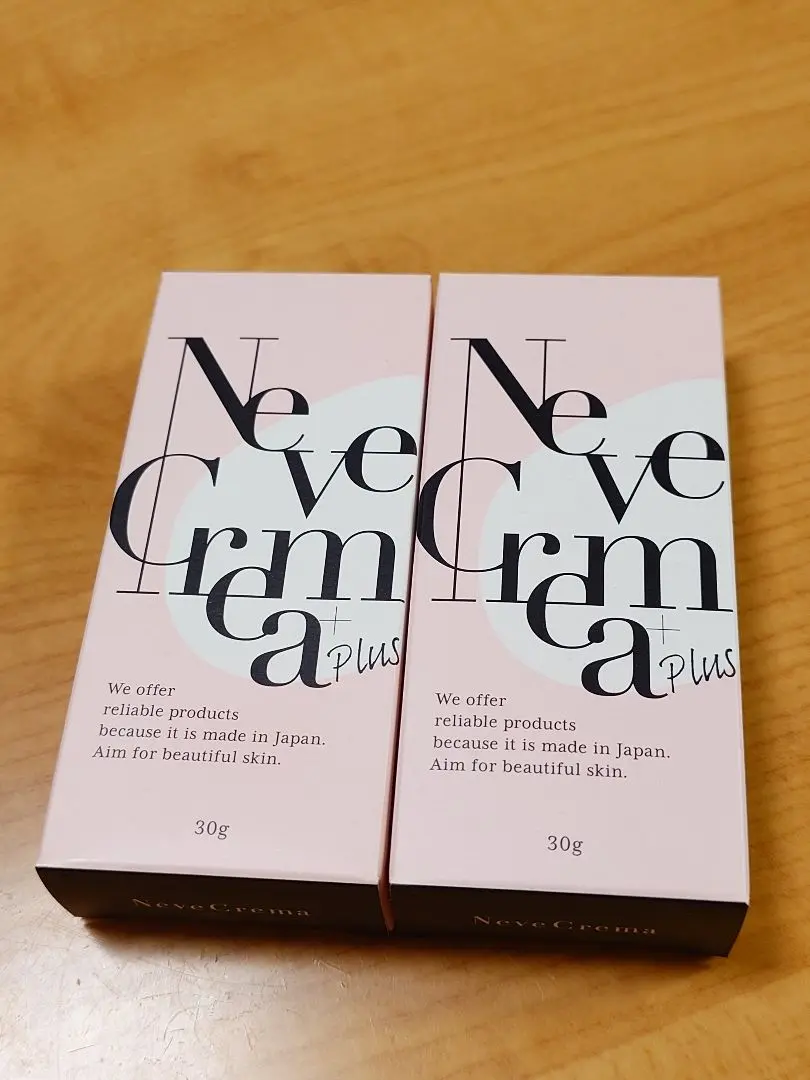 Neve
Crema
+
plus
We offer
reliable products
because it is made in Japan.
Aim for beautiful skin.
30g
NeveCrema
Neve
Crema
+
plus
We offer
reliable products
because it is made in Japan.
Aim for beautiful skin.
30g
NeveCrema